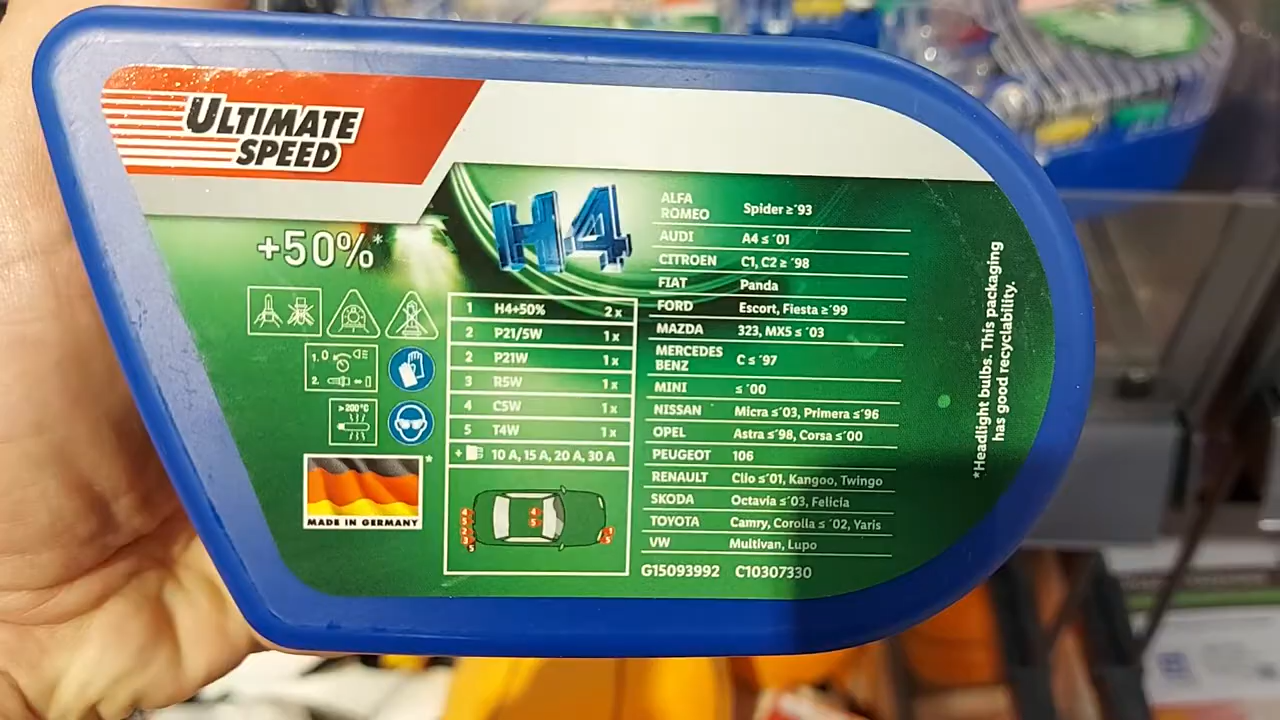 ULTIMATE
SPEED
+50%*
H4
1 H4+50% 2x
2 P21/5W 1x
2 P21W 1x
3 R5W 1x
4 C5W 1x
5 T4W 1x
+ 10 A, 15 A, 20 A, 30 A
1. 0
2.
>200°C
*
MADE IN GERMANY
ALFA
ROMEO Spider ≥´93
AUDI A4 ≤ ´01
CITROEN C1, C2 ≥ ´98
FIAT Panda
FORD Escort, Fiesta ≥´99
MAZDA 323, MX5 ≤ ´03
MERCEDES
BENZ C ≤ ´97
MINI ≤ ´00
NISSAN Micra ≤´03, Primera ≤´96
OPEL Astra ≤´98, Corsa ≤´00
PEUGEOT 106
RENAULT Clio ≤´01, Kangoo, Twingo
SKODA Octavia ≤´03, Felicia
TOYOTA Camry, Corolla ≤ ´02, Yaris
VW Multivan, Lupo
G15093992 C10307330
*Headlight bulbs. This packaging
has good recyclability.